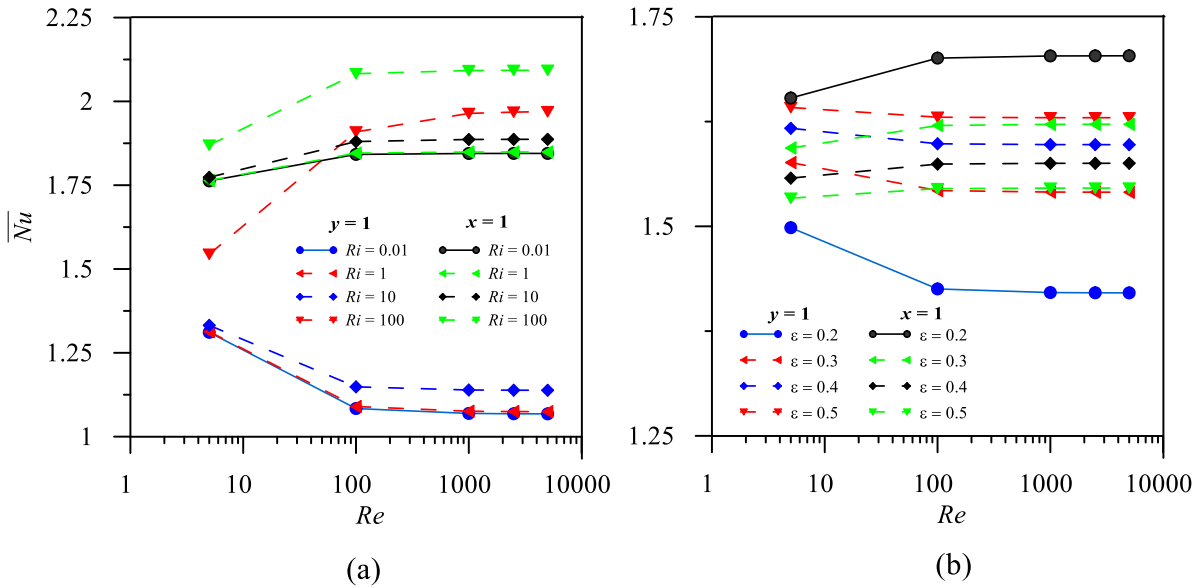 2.25
2
1.75
1.5
1.25
1
Nu
1
10
100
1000
10000
Re
y = 1
x = 1
Ri = 0.01
Ri = 0.01
Ri = 1
Ri = 1
Ri = 10
Ri = 10
Ri = 100
Ri = 100
(a)
1.75
1.5
1.25
1
10
100
1000
10000
Re
y = 1
x = 1
ε = 0.2
ε = 0.2
ε = 0.3
ε = 0.3
ε = 0.4
ε = 0.4
ε = 0.5
ε = 0.5
(b)